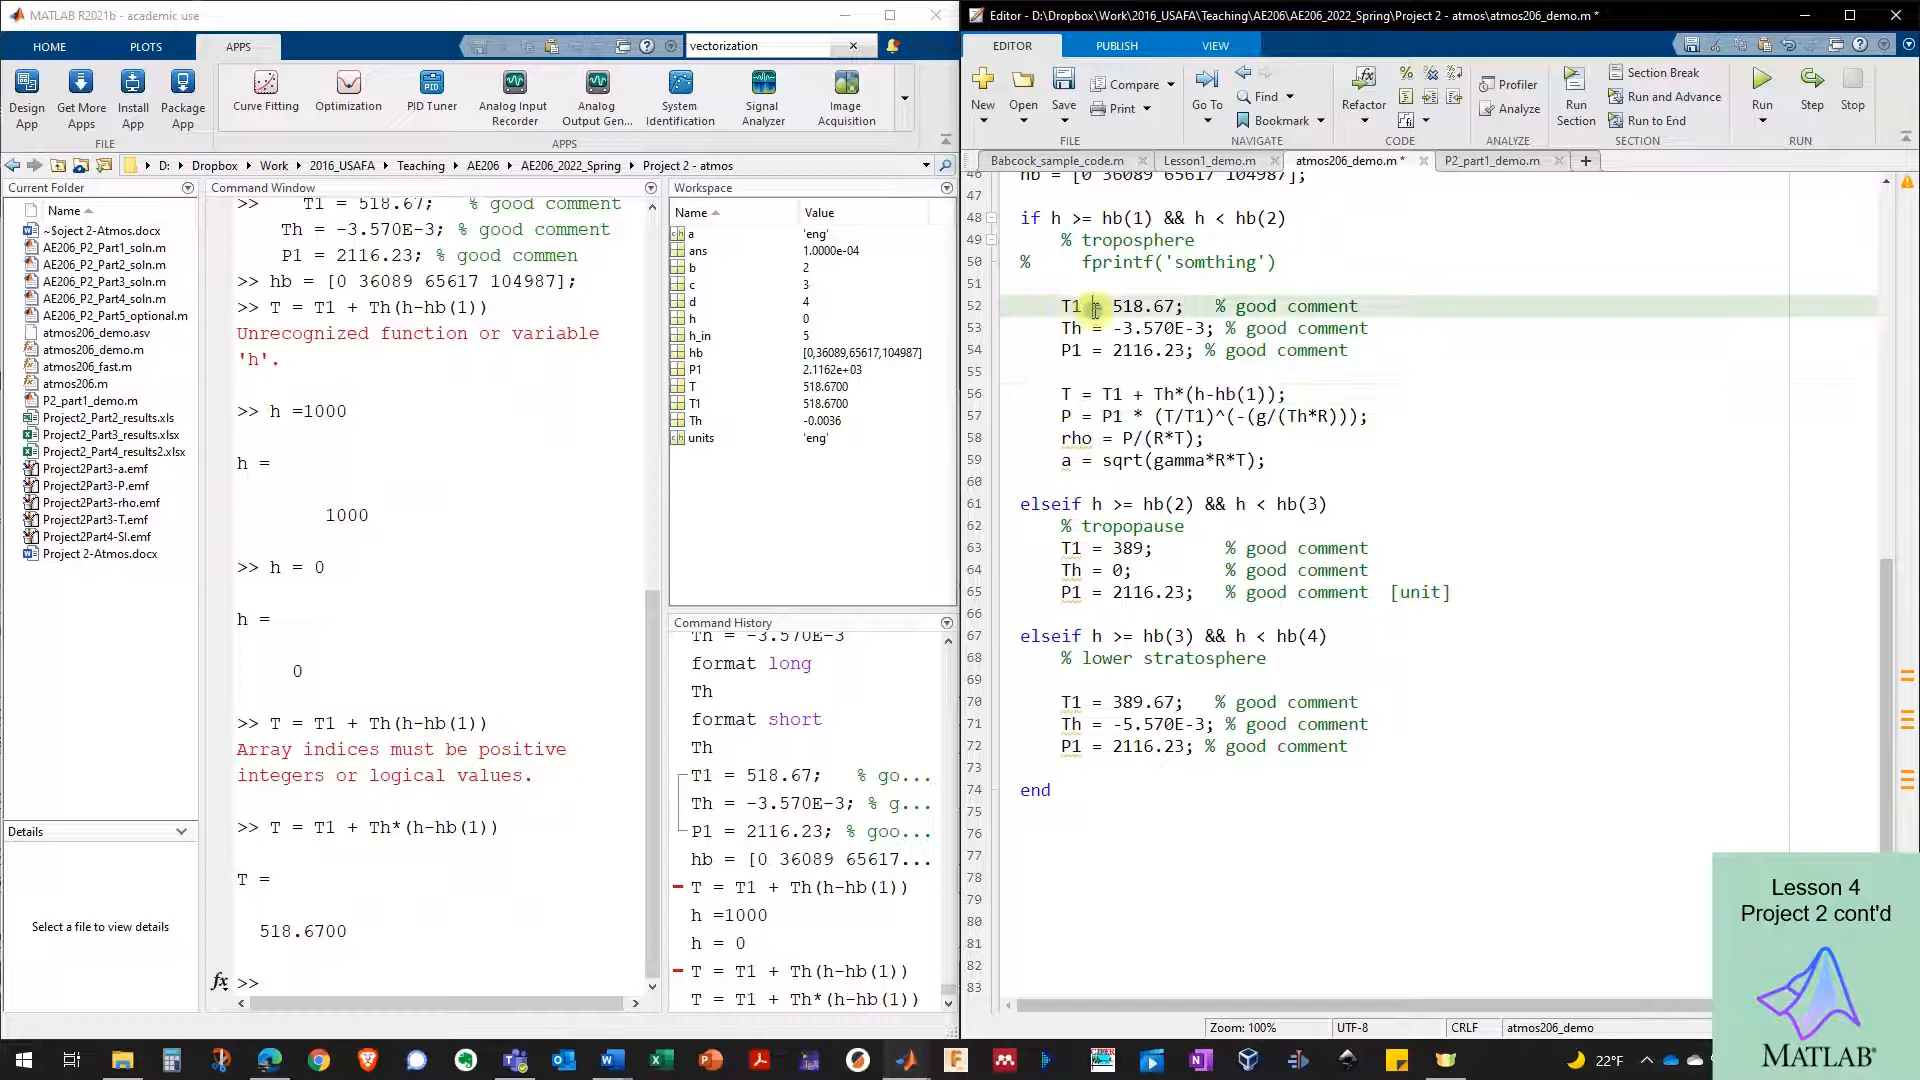 MATLAB R2021b - academic use
HOME
PLOTS
APPS
vectorization
Design App
Get More Apps
Install App
Package App
Curve Fitting
Optimization
PID Tuner
Analog Input Recorder
Analog Output Gen...
System Identification
Signal Analyzer
Image Acquisition
FILE
APPS
D:
Dropbox
Work
2016_USAFA
Teaching
AE206
AE206_2022_Spring
Project 2 - atmos
Current Folder
Name
~$oject 2-Atmos.docx
AE206_P2_Part1_soln.m
AE206_P2_Part2_soln.m
AE206_P2_Part3_soln.m
AE206_P2_Part4_soln.m
AE206_P2_Part5_optional.m
atmos206_demo.asv
atmos206_demo.m
atmos206_fast.m
atmos206.m
P2_part1_demo.m
Project2_Part2_results.xls
Project2_Part3_results.xlsx
Project2_Part4_results2.xlsx
Project2Part3-a.emf
Project2Part3-P.emf
Project2Part3-rho.emf
Project2Part3-T.emf
Project2Part4-SI.emf
Project 2-Atmos.docx
Details
Select a file to view details
Command Window
>> T1 = 518.67; % good comment
Th = -3.570E-3; % good comment
P1 = 2116.23; % good commen
>> hb = [0 36089 65617 104987];
>> T = T1 + Th(h-hb(1))
Unrecognized function or variable
'h'.
>> h =1000
h =
1000
>> h = 0
h =
0
>> T = T1 + Th(h-hb(1))
Array indices must be positive
integers or logical values.
>> T = T1 + Th*(h-hb(1))
T =
518.6700
fx >>
Workspace
Name Value
a 'eng'
ans 1.0000e-04
b 2
c 3
d 4
h 0
h_in 5
hb [0,36089,65617,104987]
P1 2.1162e+03
T 518.6700
T1 518.6700
Th -0.0036
units 'eng'
Command History
Th = -3.570E-3
format long
Th
format short
Th
T1 = 518.67; % go...
Th = -3.570E-3; % g...
P1 = 2116.23; % goo...
hb = [0 36089 65617...
T = T1 + Th(h-hb(1))
h =1000
h = 0
T = T1 + Th(h-hb(1))
T = T1 + Th*(h-hb(1))
Editor - D:\Dropbox\Work\2016_USAFA\Teaching\AE206\AE206_2022_Spring\Project 2 - atmos\atmos206_demo.m *
EDITOR
PUBLISH
VIEW
New
Open
Save
Compare
Print
Go To
Find
Bookmark
Refactor
Profiler
Analyze
Run Section
Section Break
Run and Advance
Run to End
Run
Step
Stop
FILE
NAVIGATE
CODE
ANALYZE
SECTION
RUN
Babcock_sample_code.m
Lesson1_demo.m
atmos206_demo.m *
P2_part1_demo.m
46 hb = [0 36089 65617 104987];
47
48 if h >= hb(1) && h < hb(2)
49 % troposphere
50 % fprintf('somthing')
51
52 T1 = 518.67; % good comment
53 Th = -3.570E-3; % good comment
54 P1 = 2116.23; % good comment
55
56 T = T1 + Th*(h-hb(1));
57 P = P1 * (T/T1)^(-(g/(Th*R)));
58 rho = P/(R*T);
59 a = sqrt(gamma*R*T);
60
61 elseif h >= hb(2) && h < hb(3)
62 % tropopause
63 T1 = 389; % good comment
64 Th = 0; % good comment
65 P1 = 2116.23; % good comment [unit]
66
67 elseif h >= hb(3) && h < hb(4)
68 % lower stratosphere
69
70 T1 = 389.67; % good comment
71 Th = -5.570E-3; % good comment
72 P1 = 2116.23; % good comment
73
74 end
75
76
77
78
79
80
81
82
83
Zoom: 100%
UTF-8
CRLF
atmos206_demo
Lesson 4
Project 2 cont'd
MATLAB
22°F